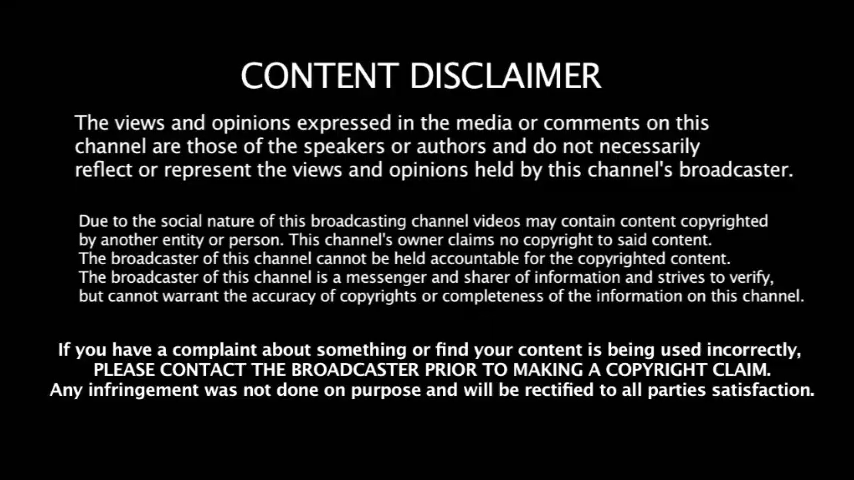 CONTENT DISCLAIMER
The views and opinions expressed in the media or comments on this
channel are those of the speakers or authors and do not necessarily
reflect or represent the views and opinions held by this channel's broadcaster.
Due to the social nature of this broadcasting channel videos may contain content copyrighted
by another entity or person. This channel's owner claims no copyright to said content.
The broadcaster of this channel cannot be held accountable for the copyrighted content.
The broadcaster of this channel is a messenger and sharer of information and strives to verify,
but cannot warrant the accuracy of copyrights or completeness of the information on this channel.
If you have a complaint about something or find your content is being used incorrectly,
PLEASE CONTACT THE BROADCASTER PRIOR TO MAKING A COPYRIGHT CLAIM.
Any infringement was not done on purpose and will be rectified to all parties satisfaction.